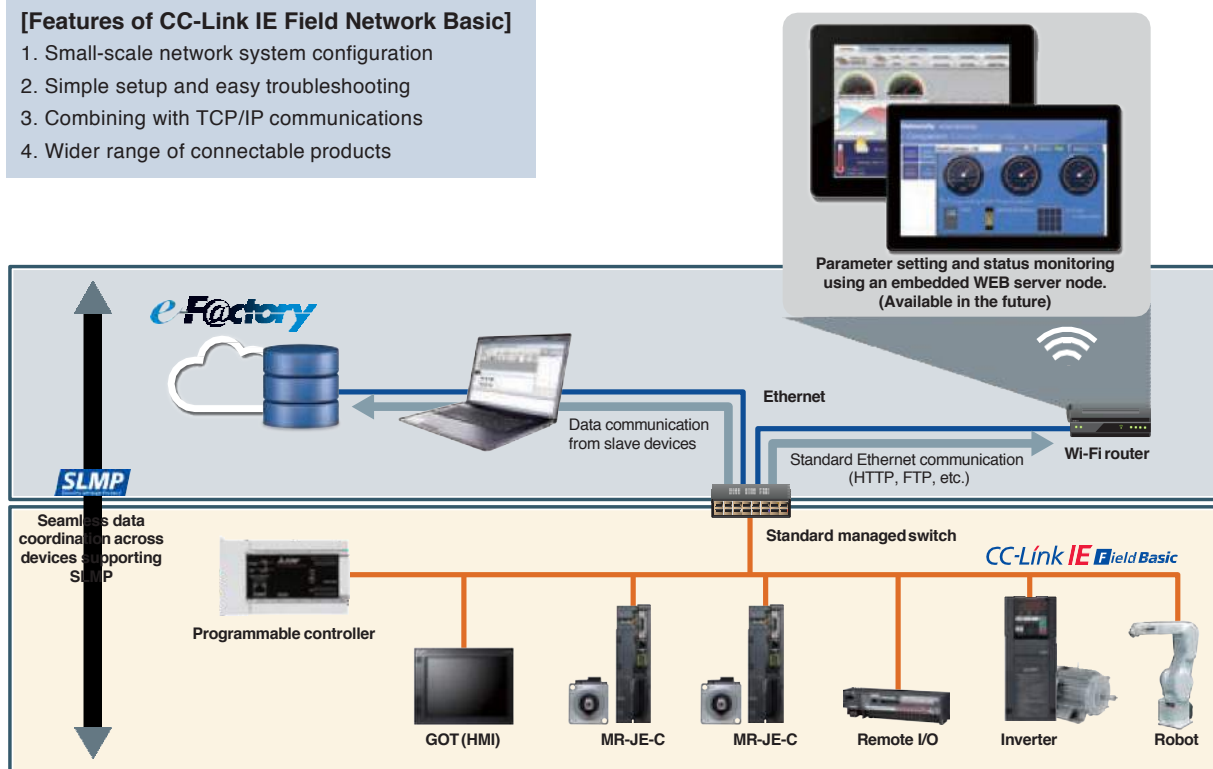 [Features of CC-Link IE Field Network Basic]
1. Small-scale network system configuration
2. Simple setup and easy troubleshooting
3. Combining with TCP/IP communications
4. Wider range of connectable products
Parameter setting and status monitoring
using an embedded WEB server node.
(Available in the future)
e-F@ctory
Ethernet
Data communication
from slave devices
Standard Ethernet communication
(HTTP, FTP, etc.)
Wi-Fi router
SLMP
Seamless data
coordination across
devices supporting
SLMP
Standard managed switch
CC-Link IE Field Basic
Programmable controller
GOT (HMI)
MR-JE-C
MR-JE-C
Remote I/O
Inverter
Robot